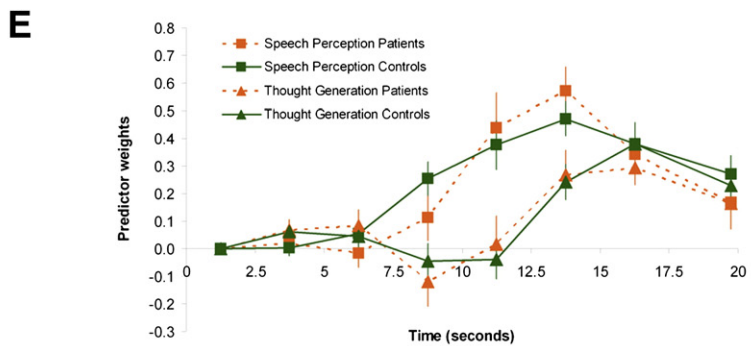 E
0.8
0.7
0.6
0.5
0.4
0.3
0.2
0.1
0.0
-0.1
-0.2
-0.3
Predictor weights
Speech Perception Patients
Speech Perception Controls
Thought Generation Patients
Thought Generation Controls
0 2.5 5 7.5 10 12.5 15 17.5 20
Time (seconds)